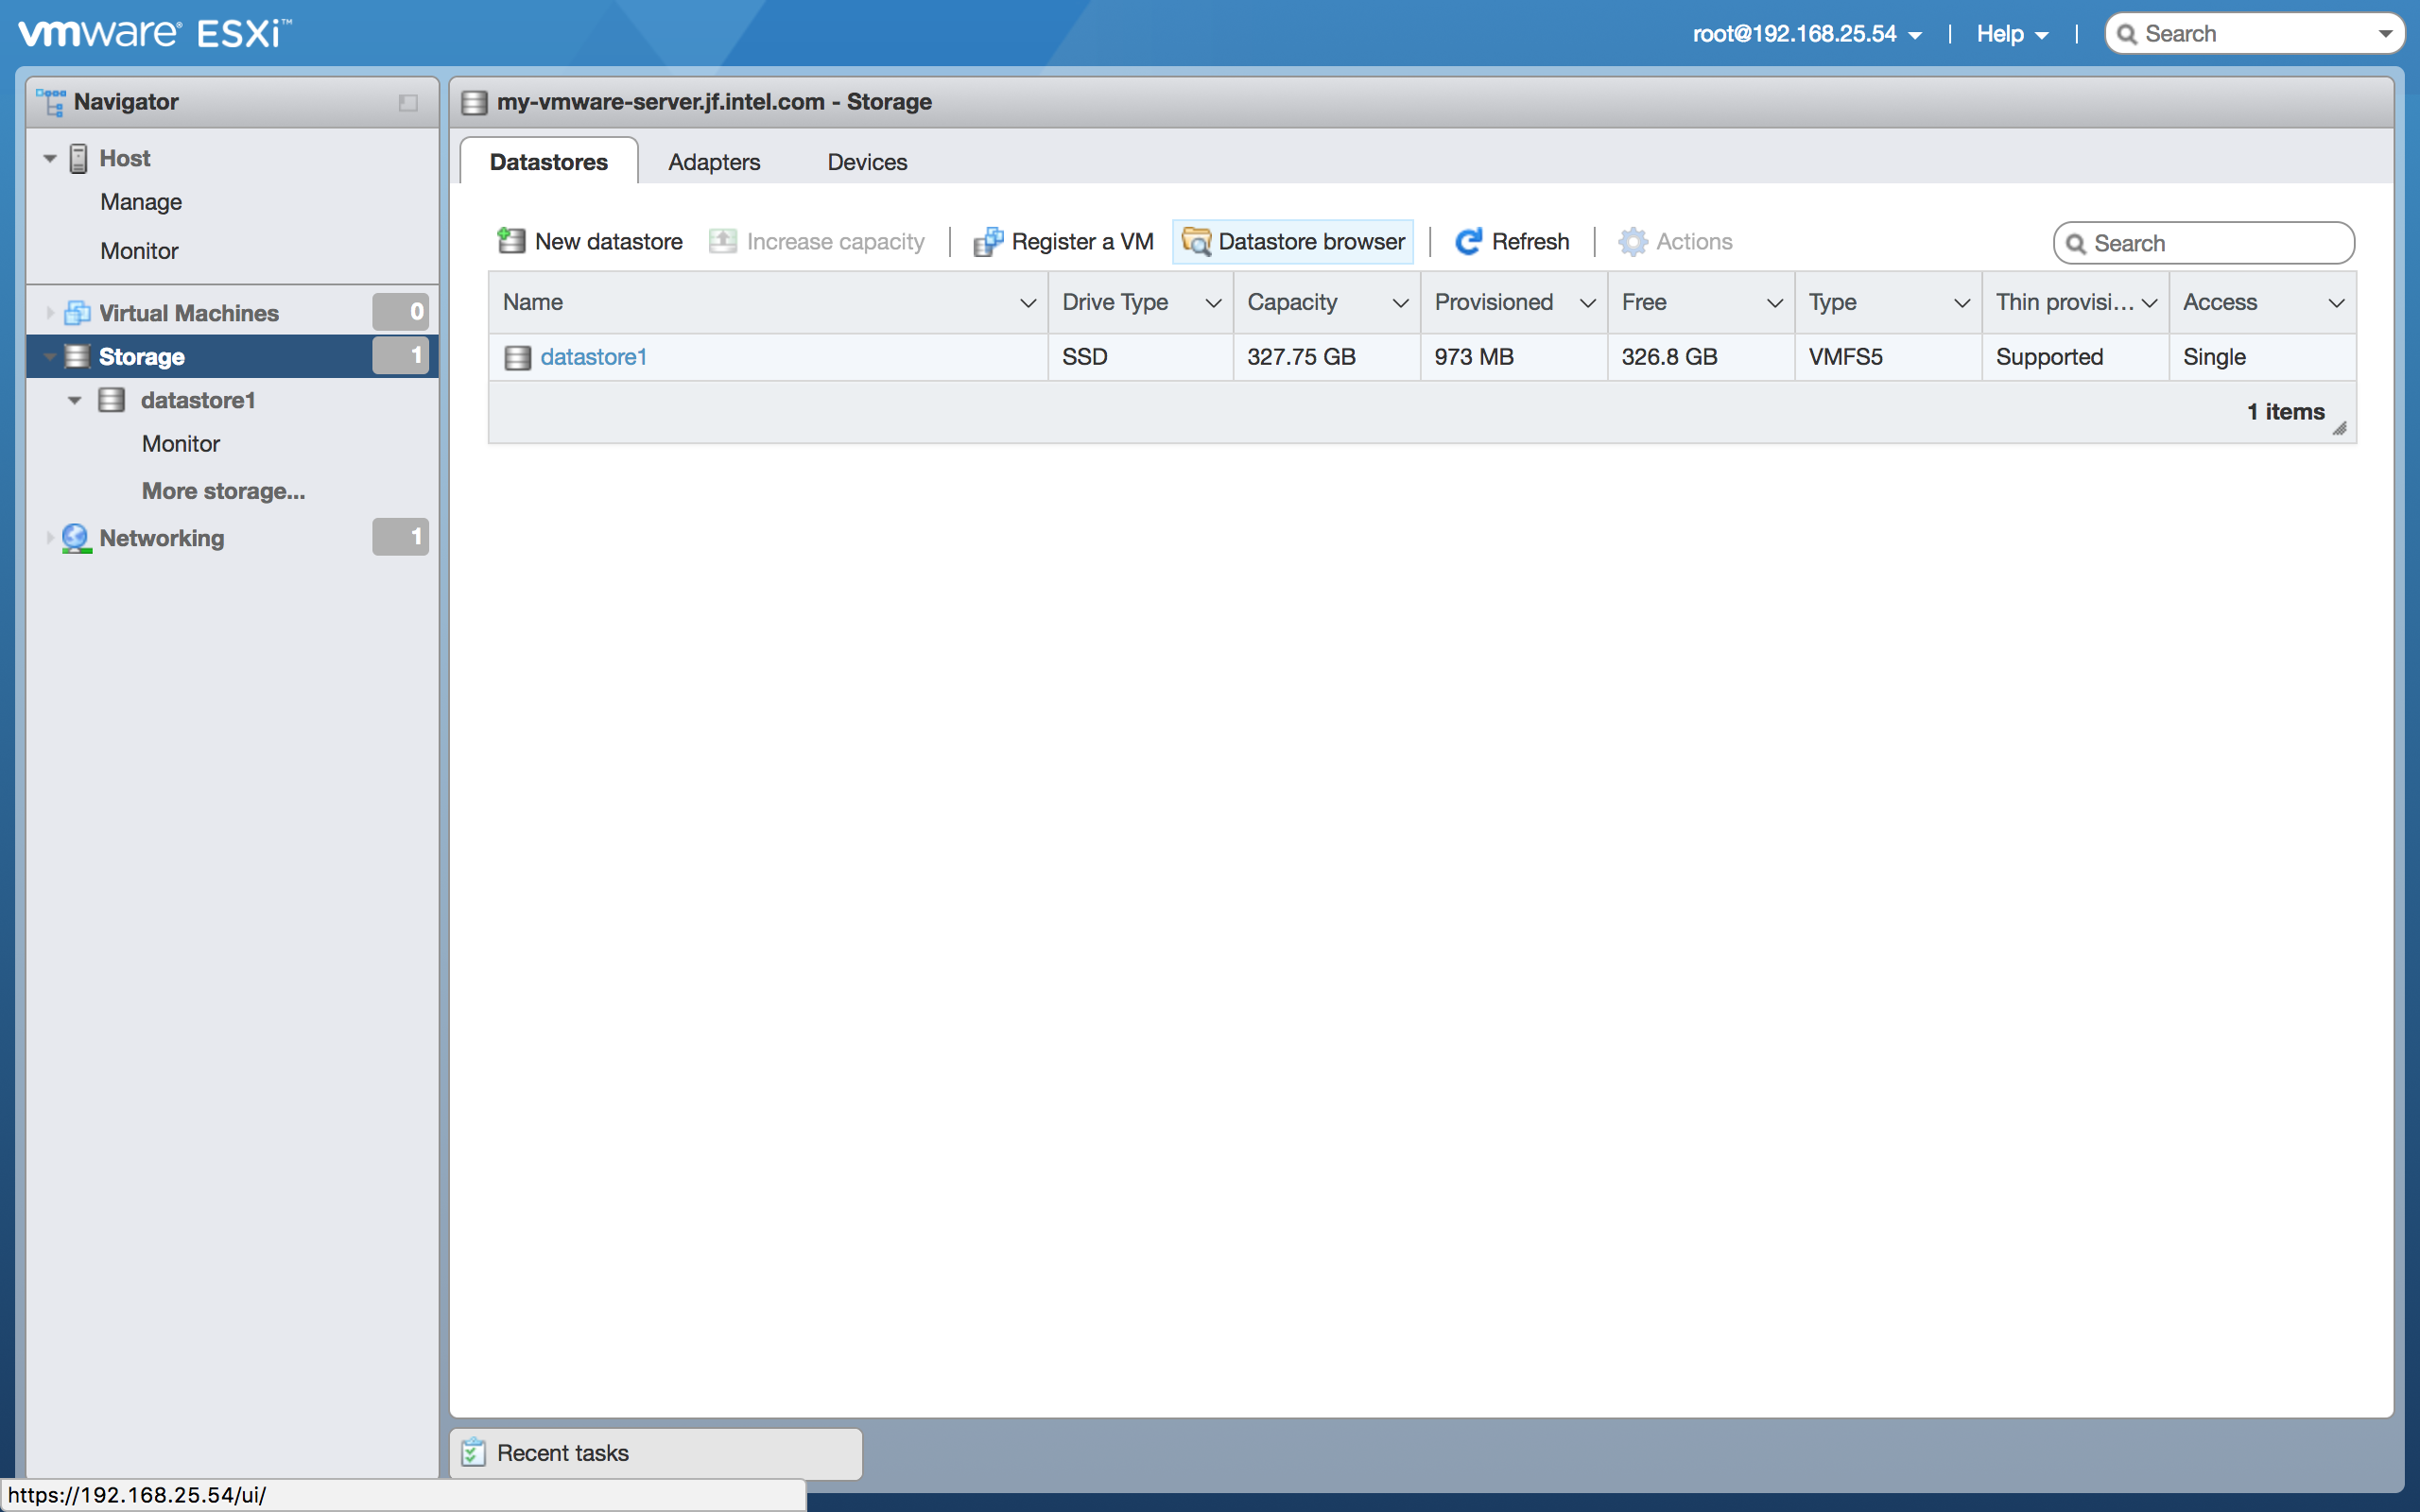 vmware® ESXi™
root@192.168.25.54 | Help | Search
Navigator
Host
Manage
Monitor
Virtual Machines 0
Storage 1
datastore1
Monitor
More storage...
Networking 1
my-vmware-server.jf.intel.com - Storage
Datastores Adapters Devices
New datastore Increase capacity | Register a VM Datastore browser | Refresh | Actions Search
Name Drive Type Capacity Provisioned Free Type Thin provisi... Access
datastore1 SSD 327.75 GB 973 MB 326.8 GB VMFS5 Supported Single
1 items
Recent tasks
https://192.168.25.54/ui/